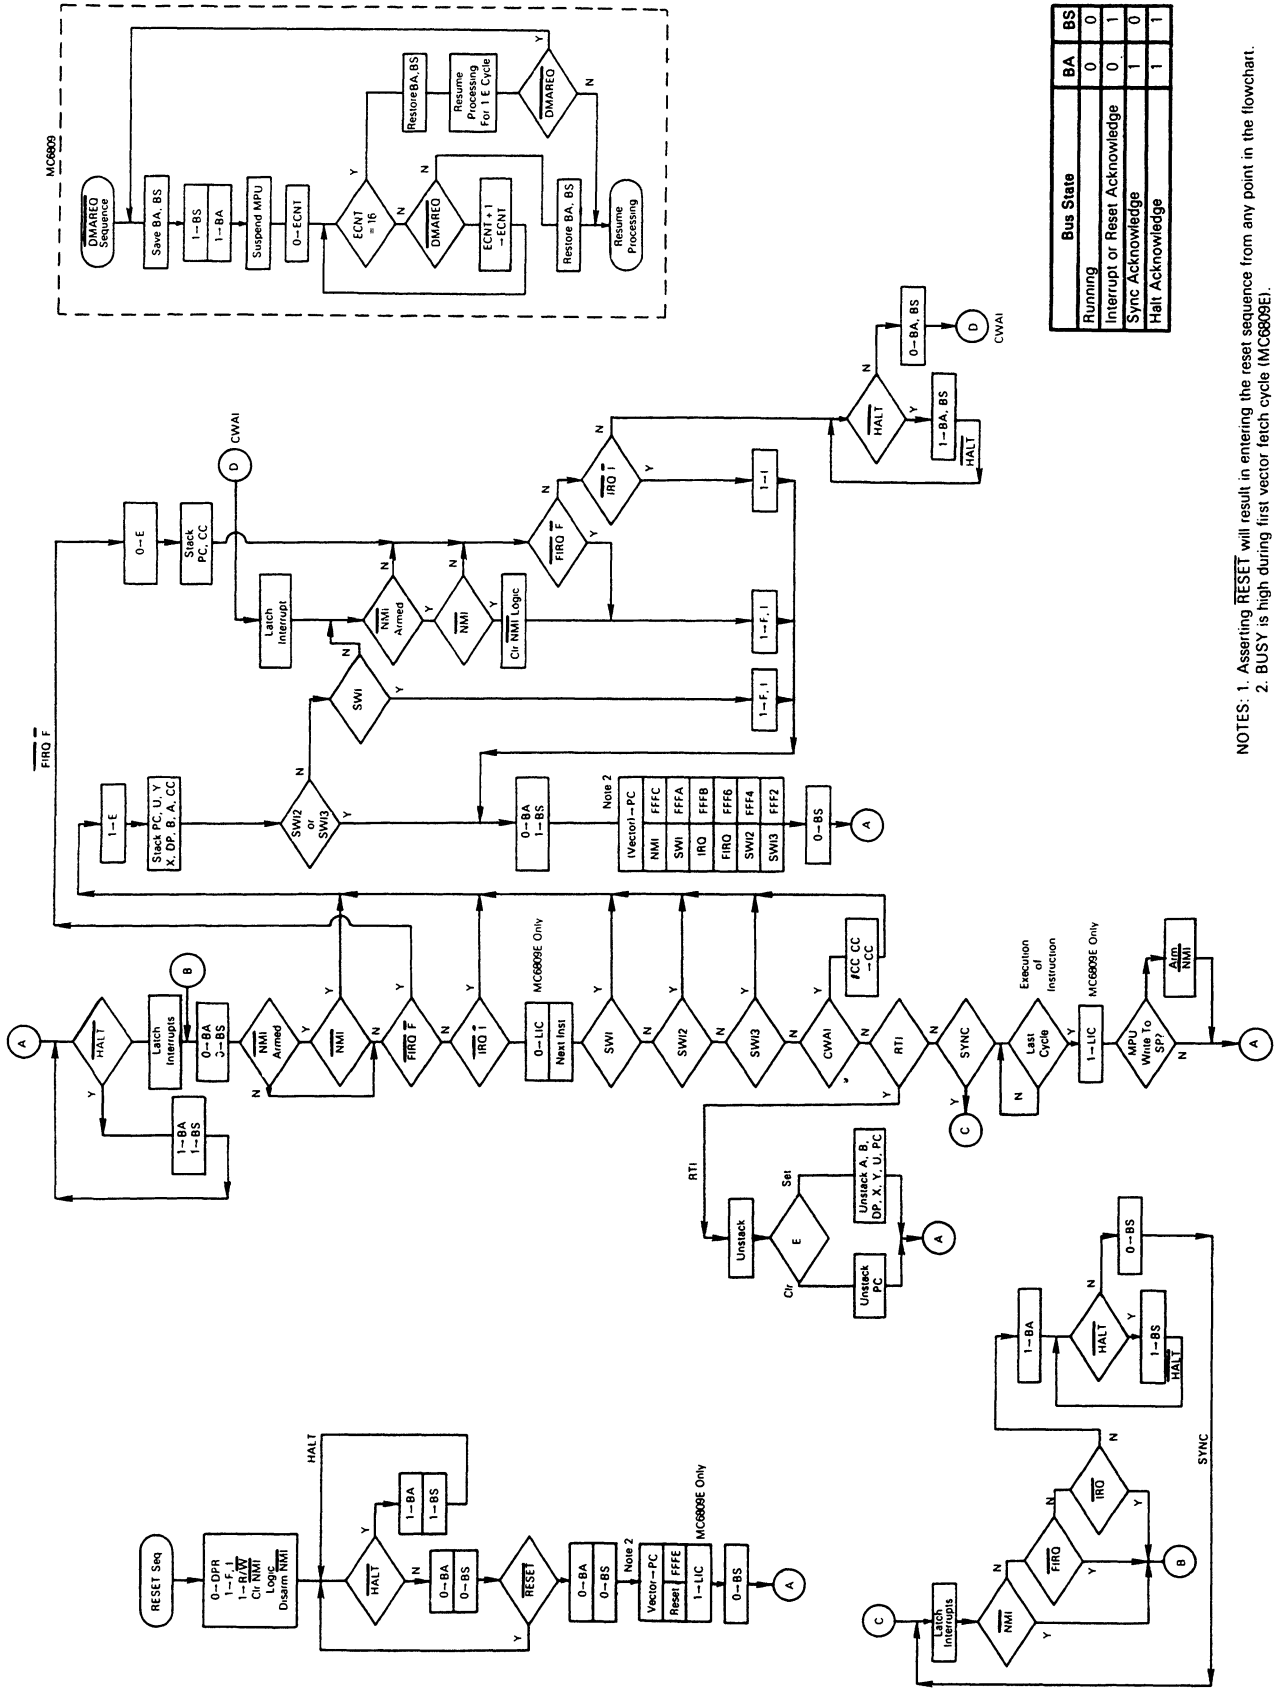 RESET Seq
0→DPR
1→F, I
1→R/W
Clr NMI
Logic
Disarm NMI
HALT
HALT
Y
N
1→BA
1→BS
0→BA
0→BS
RESET
Y
0→BA
0→BS
Note 2
Vector→PC
Reset FFFE
1→LIC
MC6809E Only
0→BS
A
C
Latch
Interrupts
NMI
Y
N
FIRQ
Y
N
IRQ
Y
N
B
1→BA
HALT
N
Y
1→BS
HALT
0→BS
SYNC
A
HALT
Y
1→BA
1→BS
Latch
Interrupts
B
0→BA
0→BS
NMI
Armed
Y
N
NMI
Y
N
FIRQ F
Y
N
IRQ I
Y
N
0→LIC
Next Inst
MC6809E Only
SWI
Y
N
SWI2
Y
N
SWI3
Y
N
CWAI
Y
N
#CC CC
→CC
RTI
Y
N
SYNC
Y
N
C
Execution
of
Instruction
Last
Cycle
N
Y
1→LIC
MC6809E Only
MPU
Write To
SP?
N
Y
Arm
NMI
A
RTI
Unstack
E
Clr
Set
Unstack
PC
Unstack A, B,
DP, X, Y, U, PC
A
FIRQ F
1→E
Stack PC, U, Y
X, DP, B, A, CC
SWI2
or
SWI3
N
Y
SWI
N
Y
0→BA
1→BS
Note 2
(Vector)→PC
NMI FFFC
SWI FFFA
IRQ FFFB
FIRQ FFF6
SWI2 FFF4
SWI3 FFF2
0→BS
A
0→E
Stack
PC, CC
D
CWAI
Latch
Interrupt
NMI
Armed
N
Y
NMI
N
Y
Clr NMI Logic
FIRQ F
N
Y
IRQ I
N
Y
1→F, I
1→F, I
1→I
HALT
N
Y
1→BA, BS
HALT
0→BA, BS
D
CWAI
MC6809
DMAREQ
Sequence
Save BA, BS
1→BS
1→BA
Suspend MPU
0→ECNT
ECNT
= 16
Y
N
DMAREQ
N
ECNT + 1
→ECNT
Restore BA, BS
Resume
Processing
Restore BA, BS
Resume
Processing
For 1 E Cycle
DMAREQ
Y
N
Bus State BA BS
Running 0 0
Interrupt or Reset Acknowledge 0 1
Sync Acknowledge 1 0
Halt Acknowledge 1 1
NOTES: 1. Asserting RESET will result in entering the reset sequence from any point in the flowchart.
2. BUSY is high during first vector fetch cycle (MC6809E).